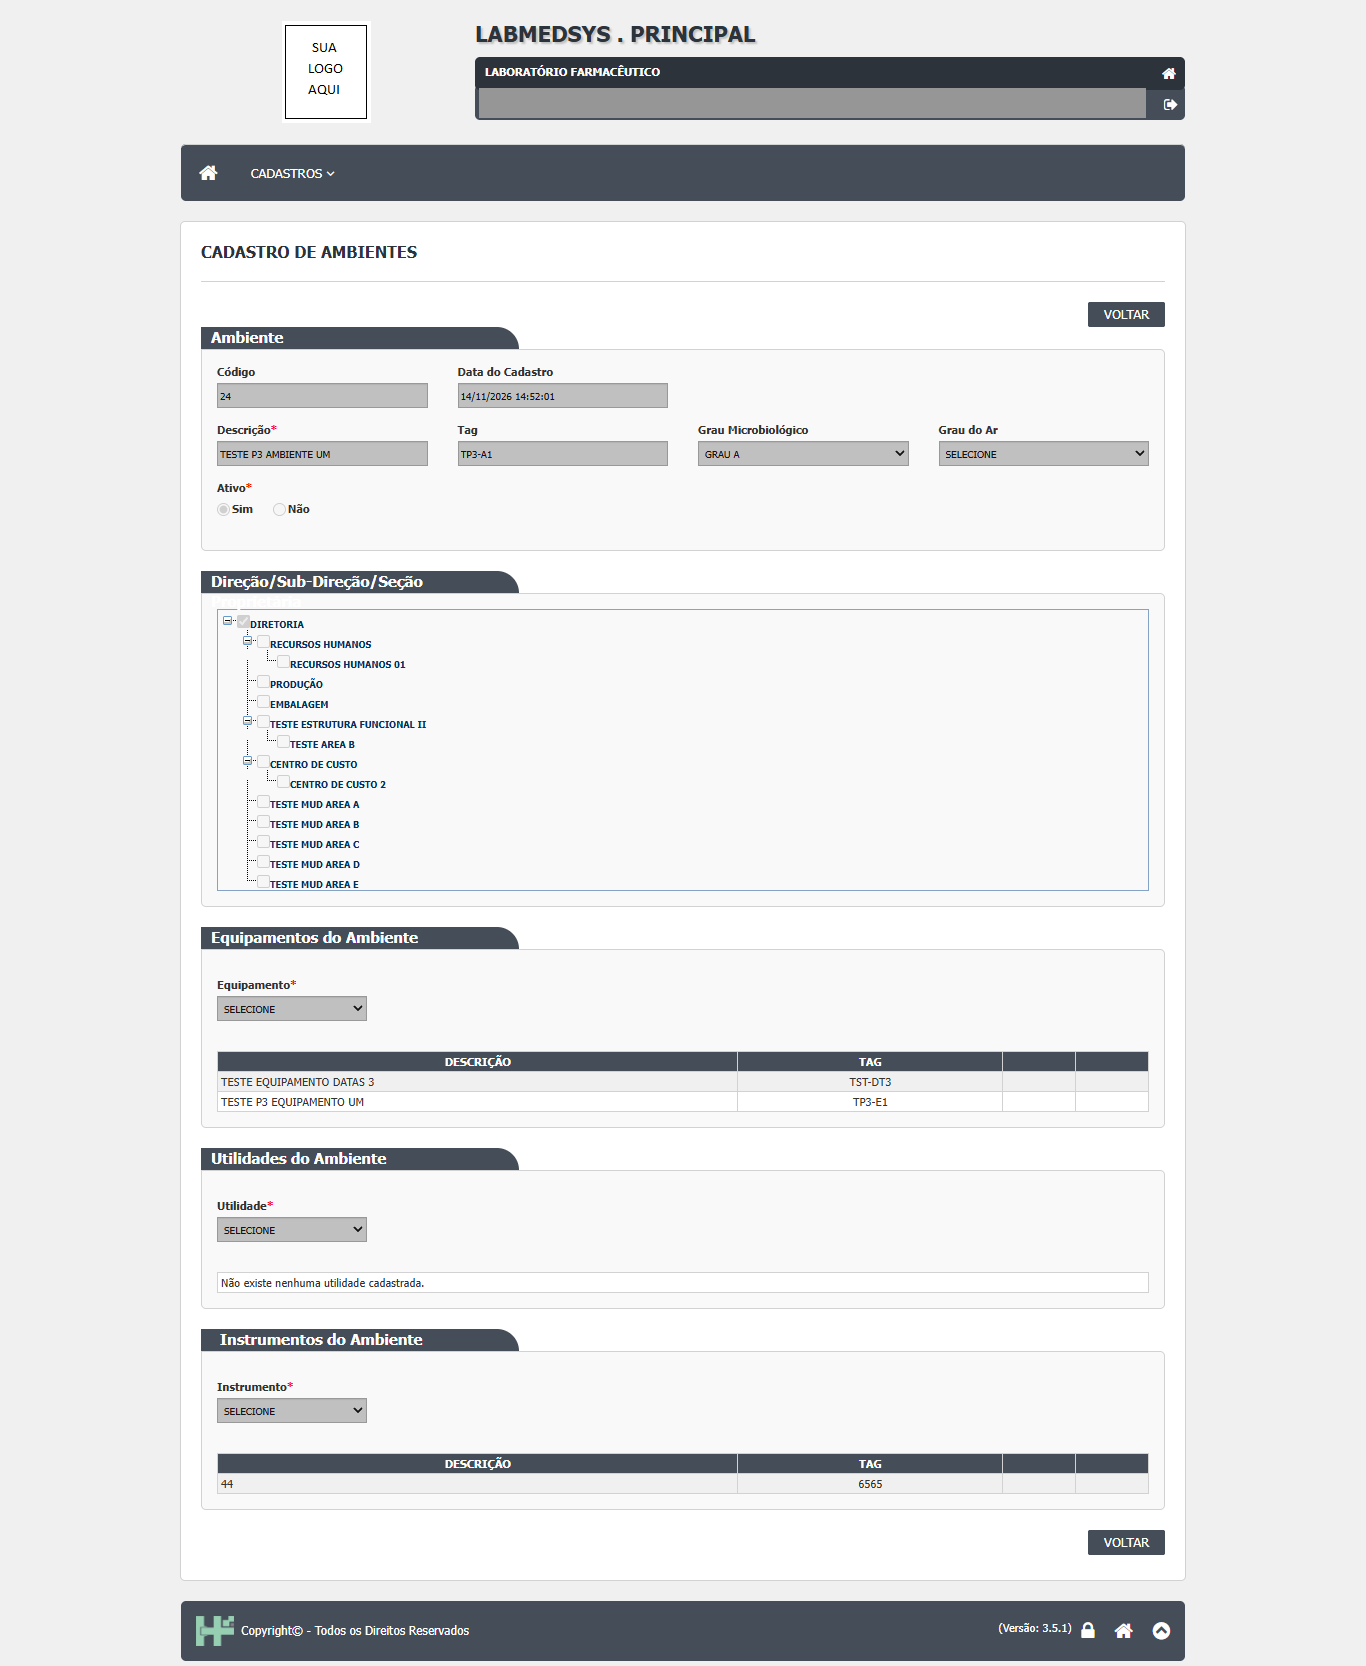 SUA
LOGO
AQUI
LABMEDSYS . PRINCIPAL
LABORATÓRIO FARMACÊUTICO
CADASTROS
CADASTRO DE AMBIENTES
VOLTAR
Ambiente
Código
Data do Cadastro
24
14/11/2026 14:52:01
Descrição*
Tag
Grau Microbiológico
Grau do Ar
TESTE P3 AMBIENTE UM
TP3-A1
GRAU A
SELECIONE
Ativo*
Sim
Não
Direção/Sub-Direção/Seção
DIRETORIA
RECURSOS HUMANOS
RECURSOS HUMANOS 01
PRODUÇÃO
EMBALAGEM
TESTE ESTRUTURA FUNCIONAL II
TESTE AREA B
CENTRO DE CUSTO
CENTRO DE CUSTO 2
TESTE MUD AREA A
TESTE MUD AREA B
TESTE MUD AREA C
TESTE MUD AREA D
TESTE MUD AREA E
Equipamentos do Ambiente
Equipamento*
SELECIONE
DESCRIÇÃO TAG
TESTE EQUIPAMENTO DATAS 3 TST-DT3
TESTE P3 EQUIPAMENTO UM TP3-E1
Utilidades do Ambiente
Utilidade*
SELECIONE
Não existe nenhuma utilidade cadastrada.
Instrumentos do Ambiente
Instrumento*
SELECIONE
DESCRIÇÃO TAG
44 6565
VOLTAR
Copyright© - Todos os Direitos Reservados
(Versão: 3.5.1)